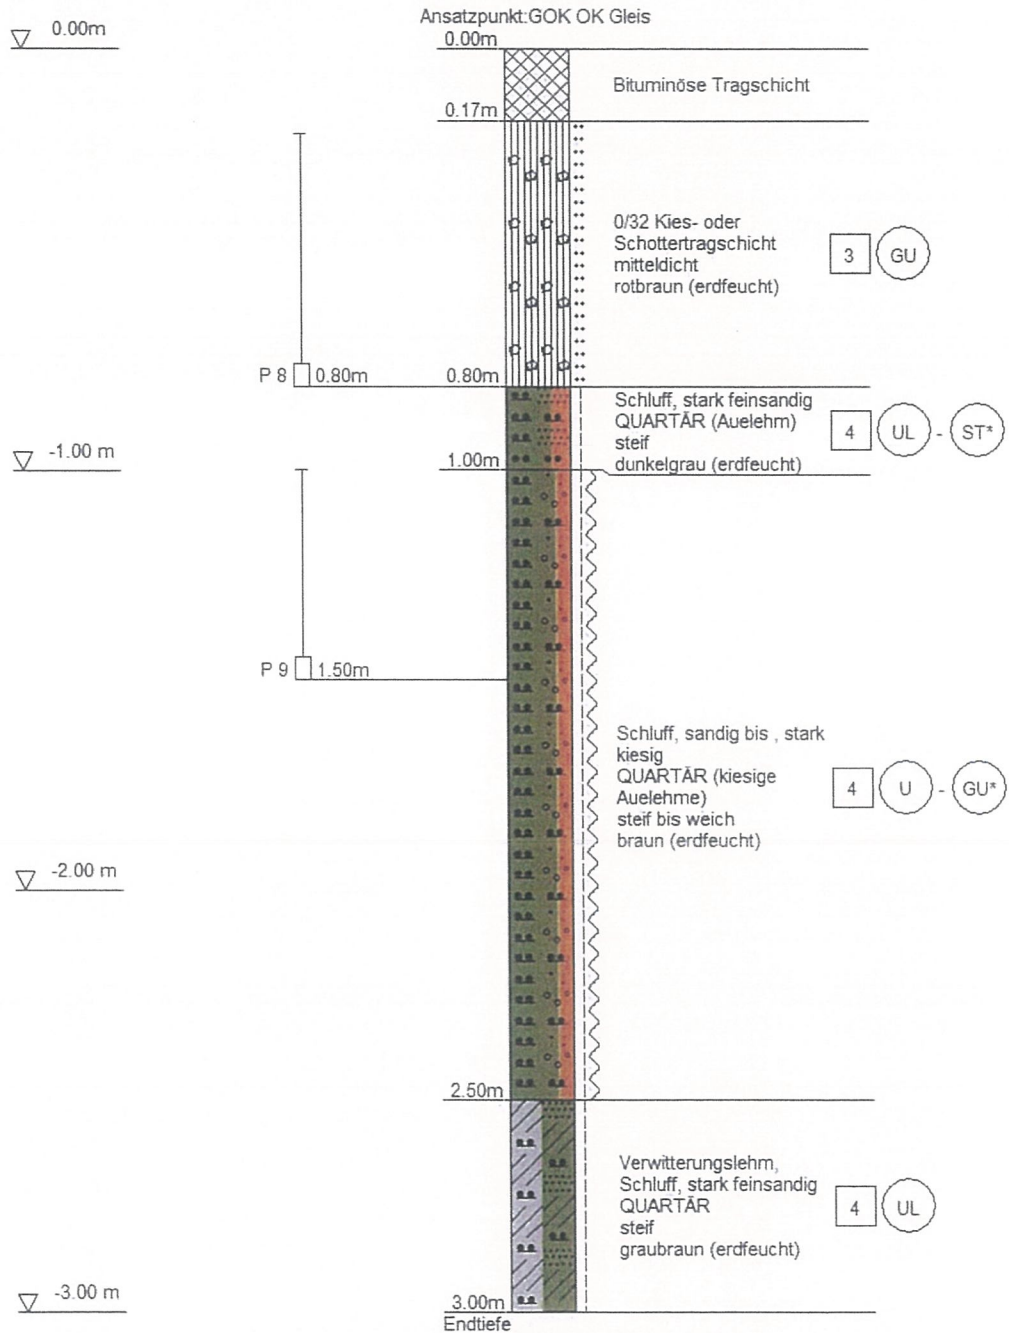 Ansatzpunkt:GOK OK Gleis
0.00m
0.00m
Bituminöse Tragschicht
0.17m
0/32 Kies- oder
Schottertragschicht
mitteldicht
rotbraun (erdfeucht)
3 GU
P 8 0.80m
0.80m
Schluff, stark feinsandig
QUARTÄR (Auelehm)
steif
dunkelgrau (erdfeucht)
4 UL - ST*
-1.00 m
1.00m
P 9 1.50m
Schluff, sandig bis , stark
kiesig
QUARTÄR (kiesige
Auelehme)
steif bis weich
braun (erdfeucht)
4 U - GU*
-2.00 m
2.50m
Verwitterungslehm,
Schluff, stark feinsandig
QUARTÄR
steif
graubraun (erdfeucht)
4 UL
-3.00 m
3.00m
Endtiefe